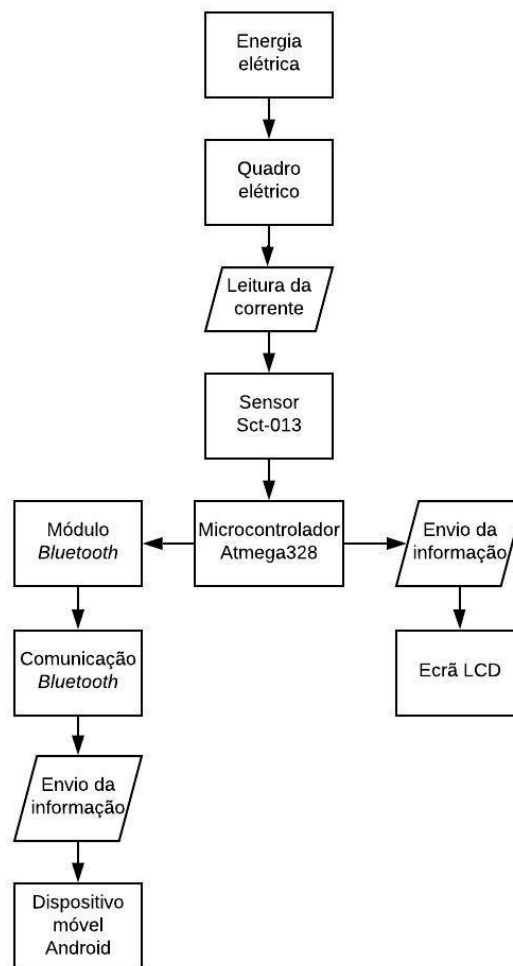 Energia
elétrica
Quadro
elétrico
Leitura da
corrente
Sensor
Sct-013
Microcontrolador
Atmega328
Módulo
Bluetooth
Envio da
informação
Comunicação
Bluetooth
Ecrã LCD
Envio da
informação
Dispositivo
móvel
Android